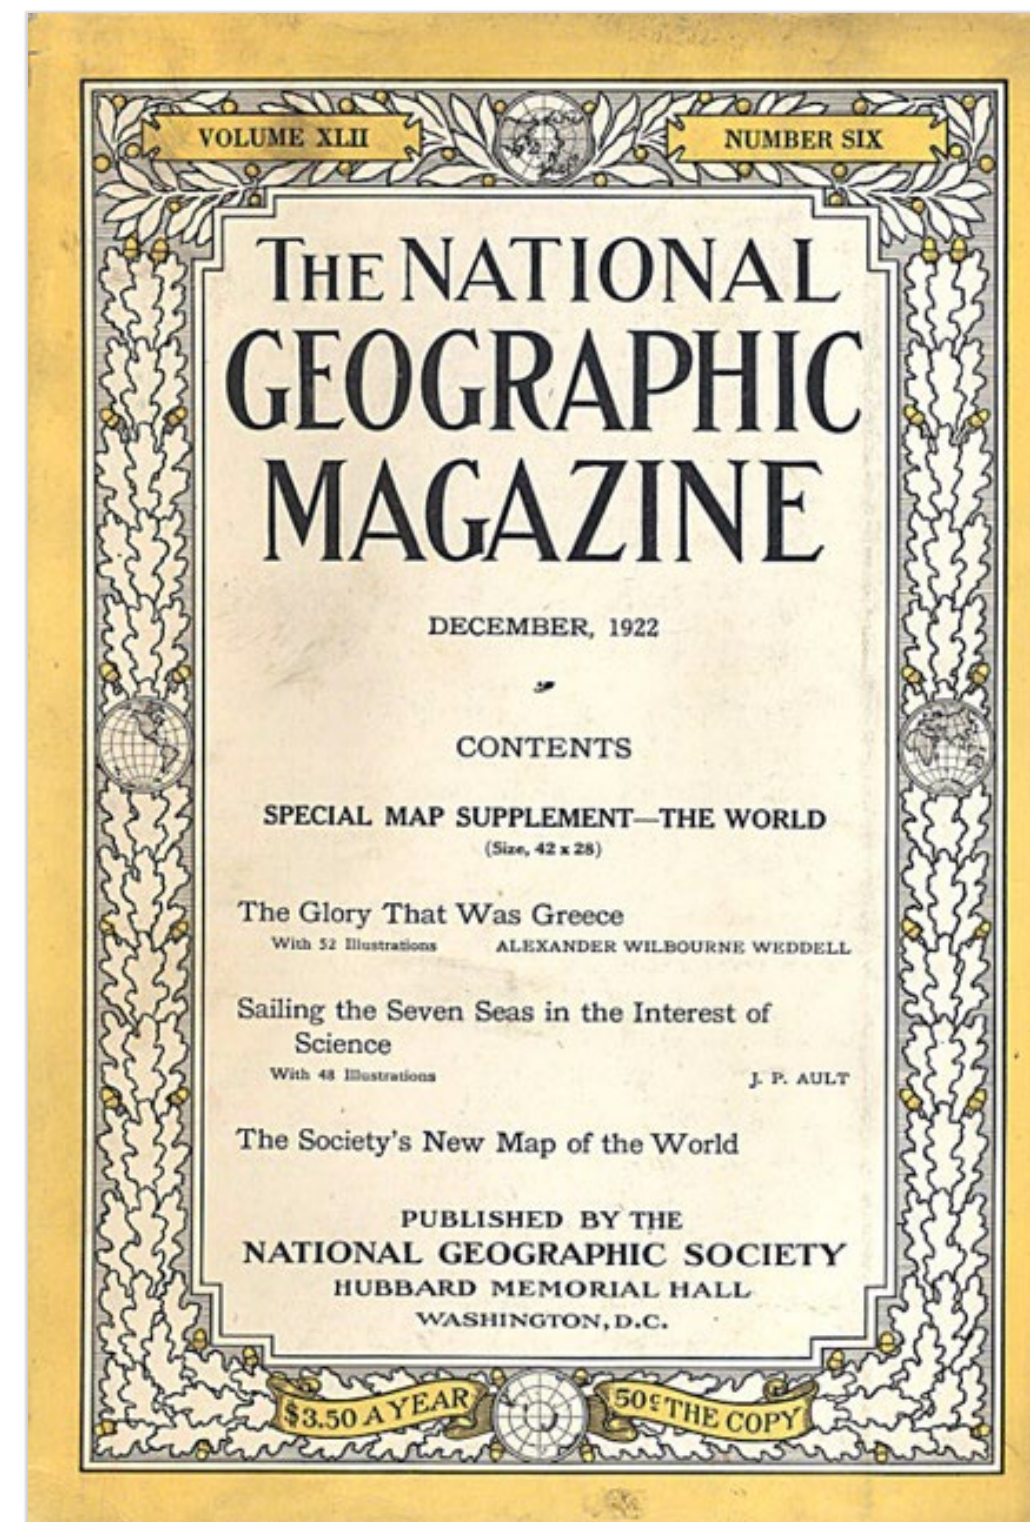 VOLUME XLII
NUMBER SIX
THE NATIONAL
GEOGRAPHIC
MAGAZINE
DECEMBER, 1922
CONTENTS
SPECIAL MAP SUPPLEMENT—THE WORLD
(Size, 42 x 28)
The Glory That Was Greece
With 52 Illustrations ALEXANDER WILBOURNE WEDDELL
Sailing the Seven Seas in the Interest of
Science
With 48 Illustrations J. P. AULT
The Society's New Map of the World
PUBLISHED BY THE
NATIONAL GEOGRAPHIC SOCIETY
HUBBARD MEMORIAL HALL
WASHINGTON, D.C.
$3.50 A YEAR
50¢ THE COPY